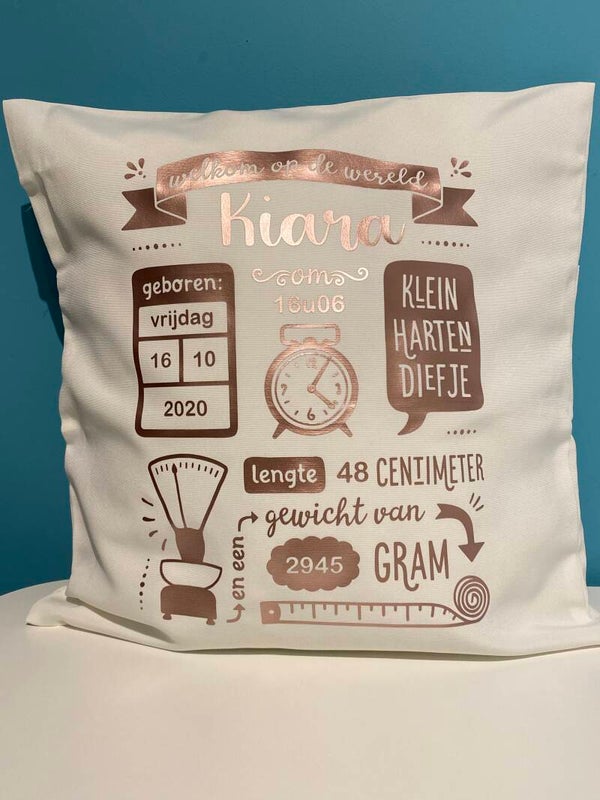 welkom op de wereld
Kiara
geboren:
vrijdag
16 10
2020
om
16u06
KLEIN
HARTEN
DIEFJE
lengte 48 CENTIMETER
en een gewicht van
2945 GRAM